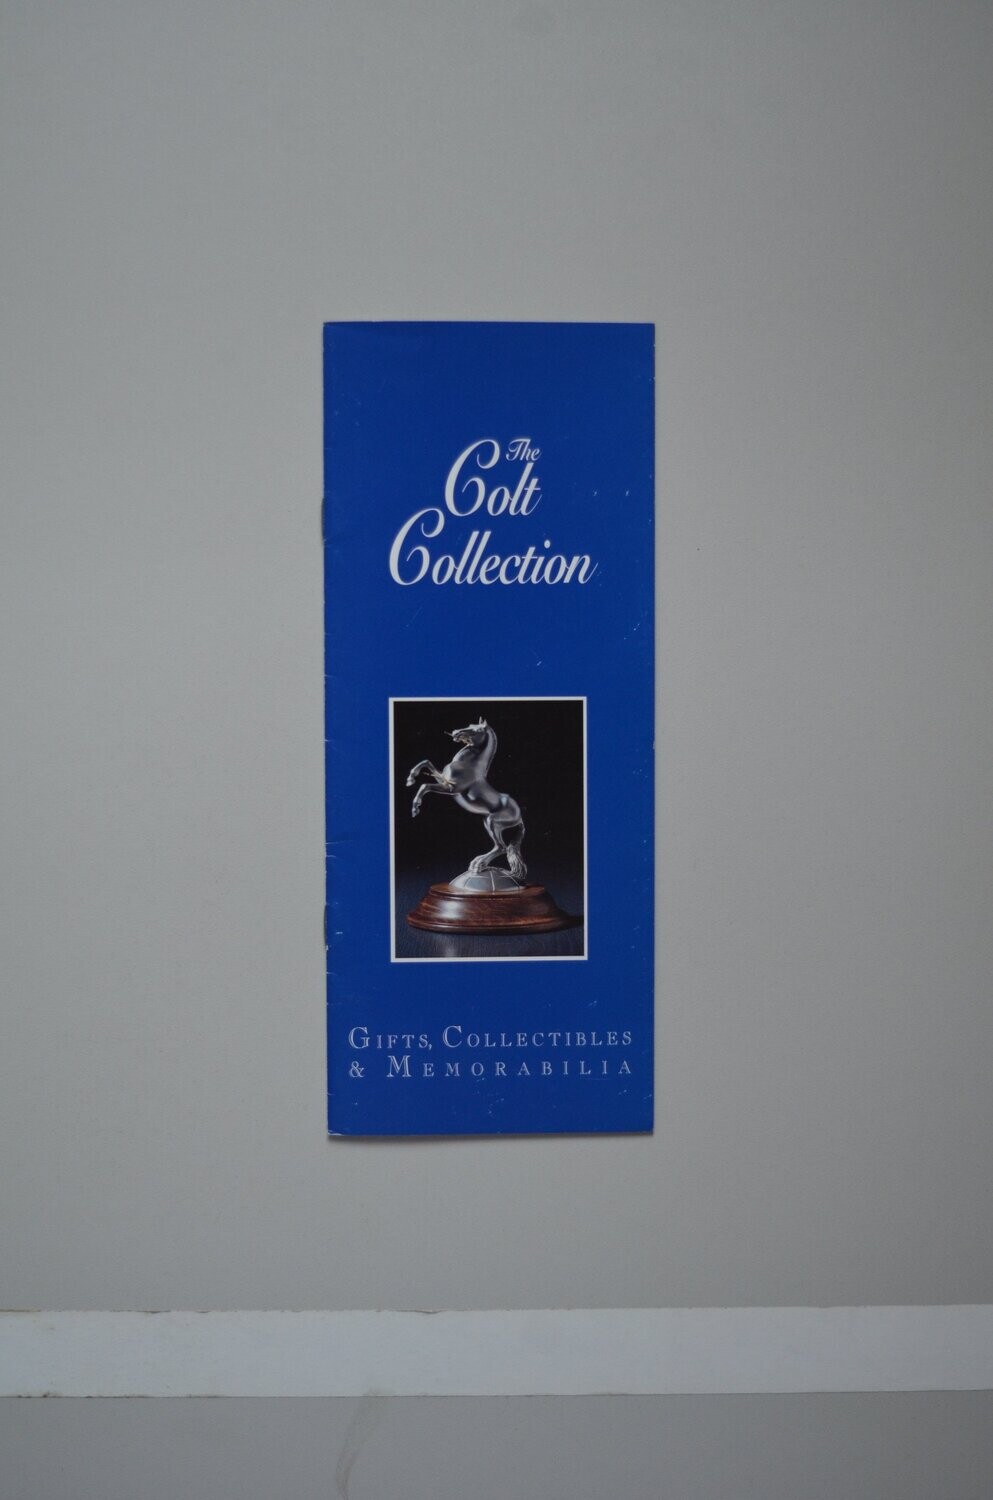 The
Colt
Collection
GIFTS, COLLECTIBLES
& MEMORABILIA